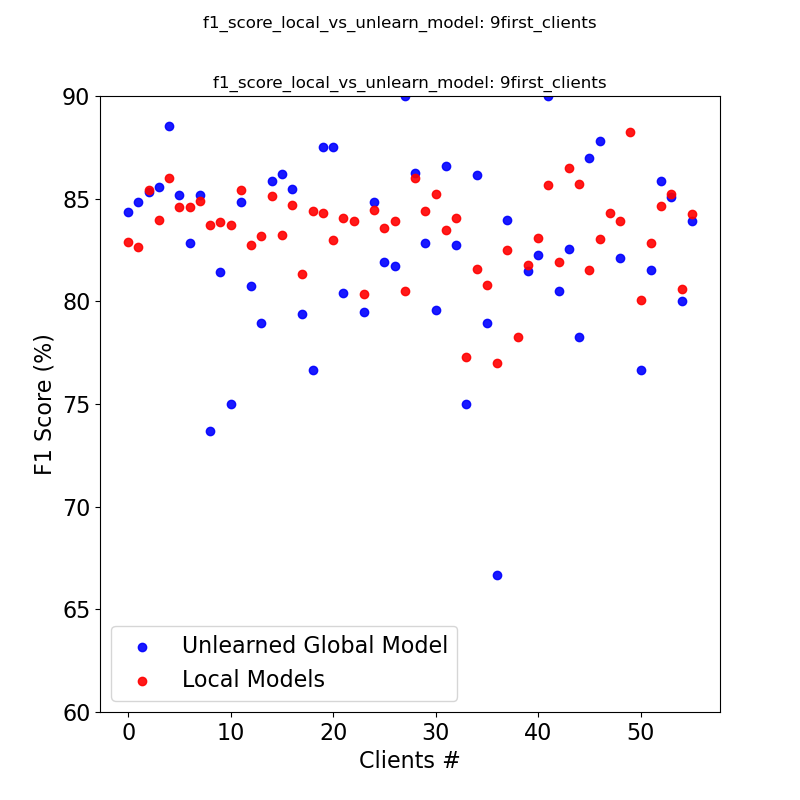 f1_score_local_vs_unlearn_model: 9first_clients
f1_score_local_vs_unlearn_model: 9first_clients
90
85
80
75
70
65
60
F1 Score (%)
Unlearned Global Model
Local Models
0 10 20 30 40 50
Clients #